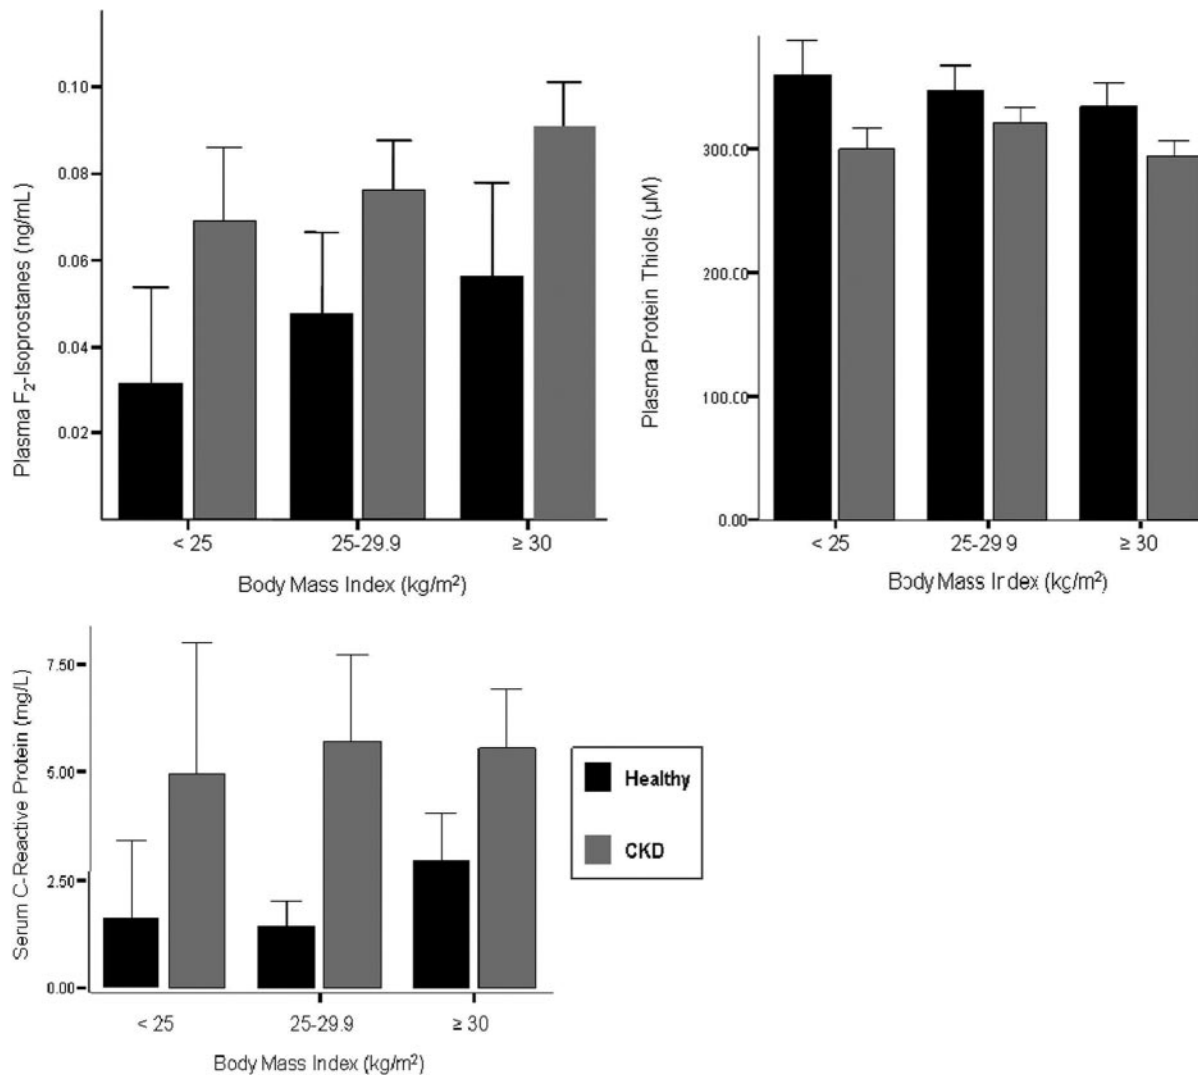 Plasma F₂-Isoprostanes (ng/mL)
0.10
0.08
0.06
0.04
0.02
< 25
25-29.9
≥ 30
Body Mass Index (kg/m²)
Plasma Protein Thiols (µM)
300.00
200.00
100.00
0.00
< 25
25-29.9
≥ 30
Body Mass Index (kg/m²)
Serum C-Reactive Protein (mg/L)
7.50
5.00
2.50
0.00
< 25
25-29.9
≥ 30
Body Mass Index (kg/m²)
Healthy
CKD